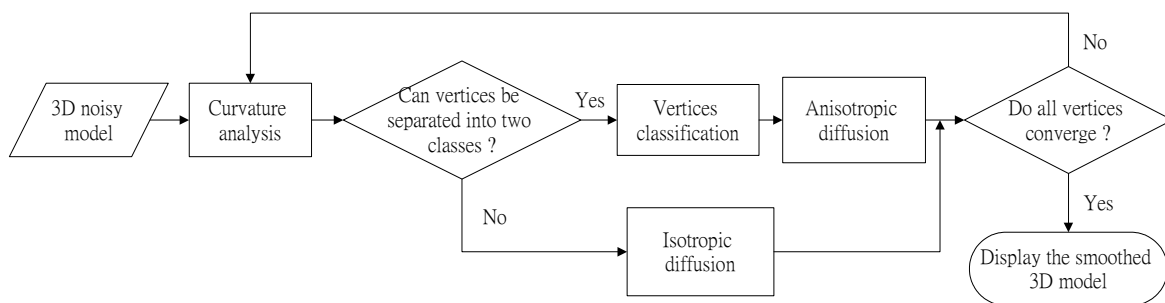 3D noisy
model
Curvature
analysis
Can vertices be
separated into two
classes ?
Yes
Vertices
classification
Anisotropic
diffusion
Do all vertices
converge ?
No
No
Isotropic
diffusion
Yes
Display the smoothed
3D model